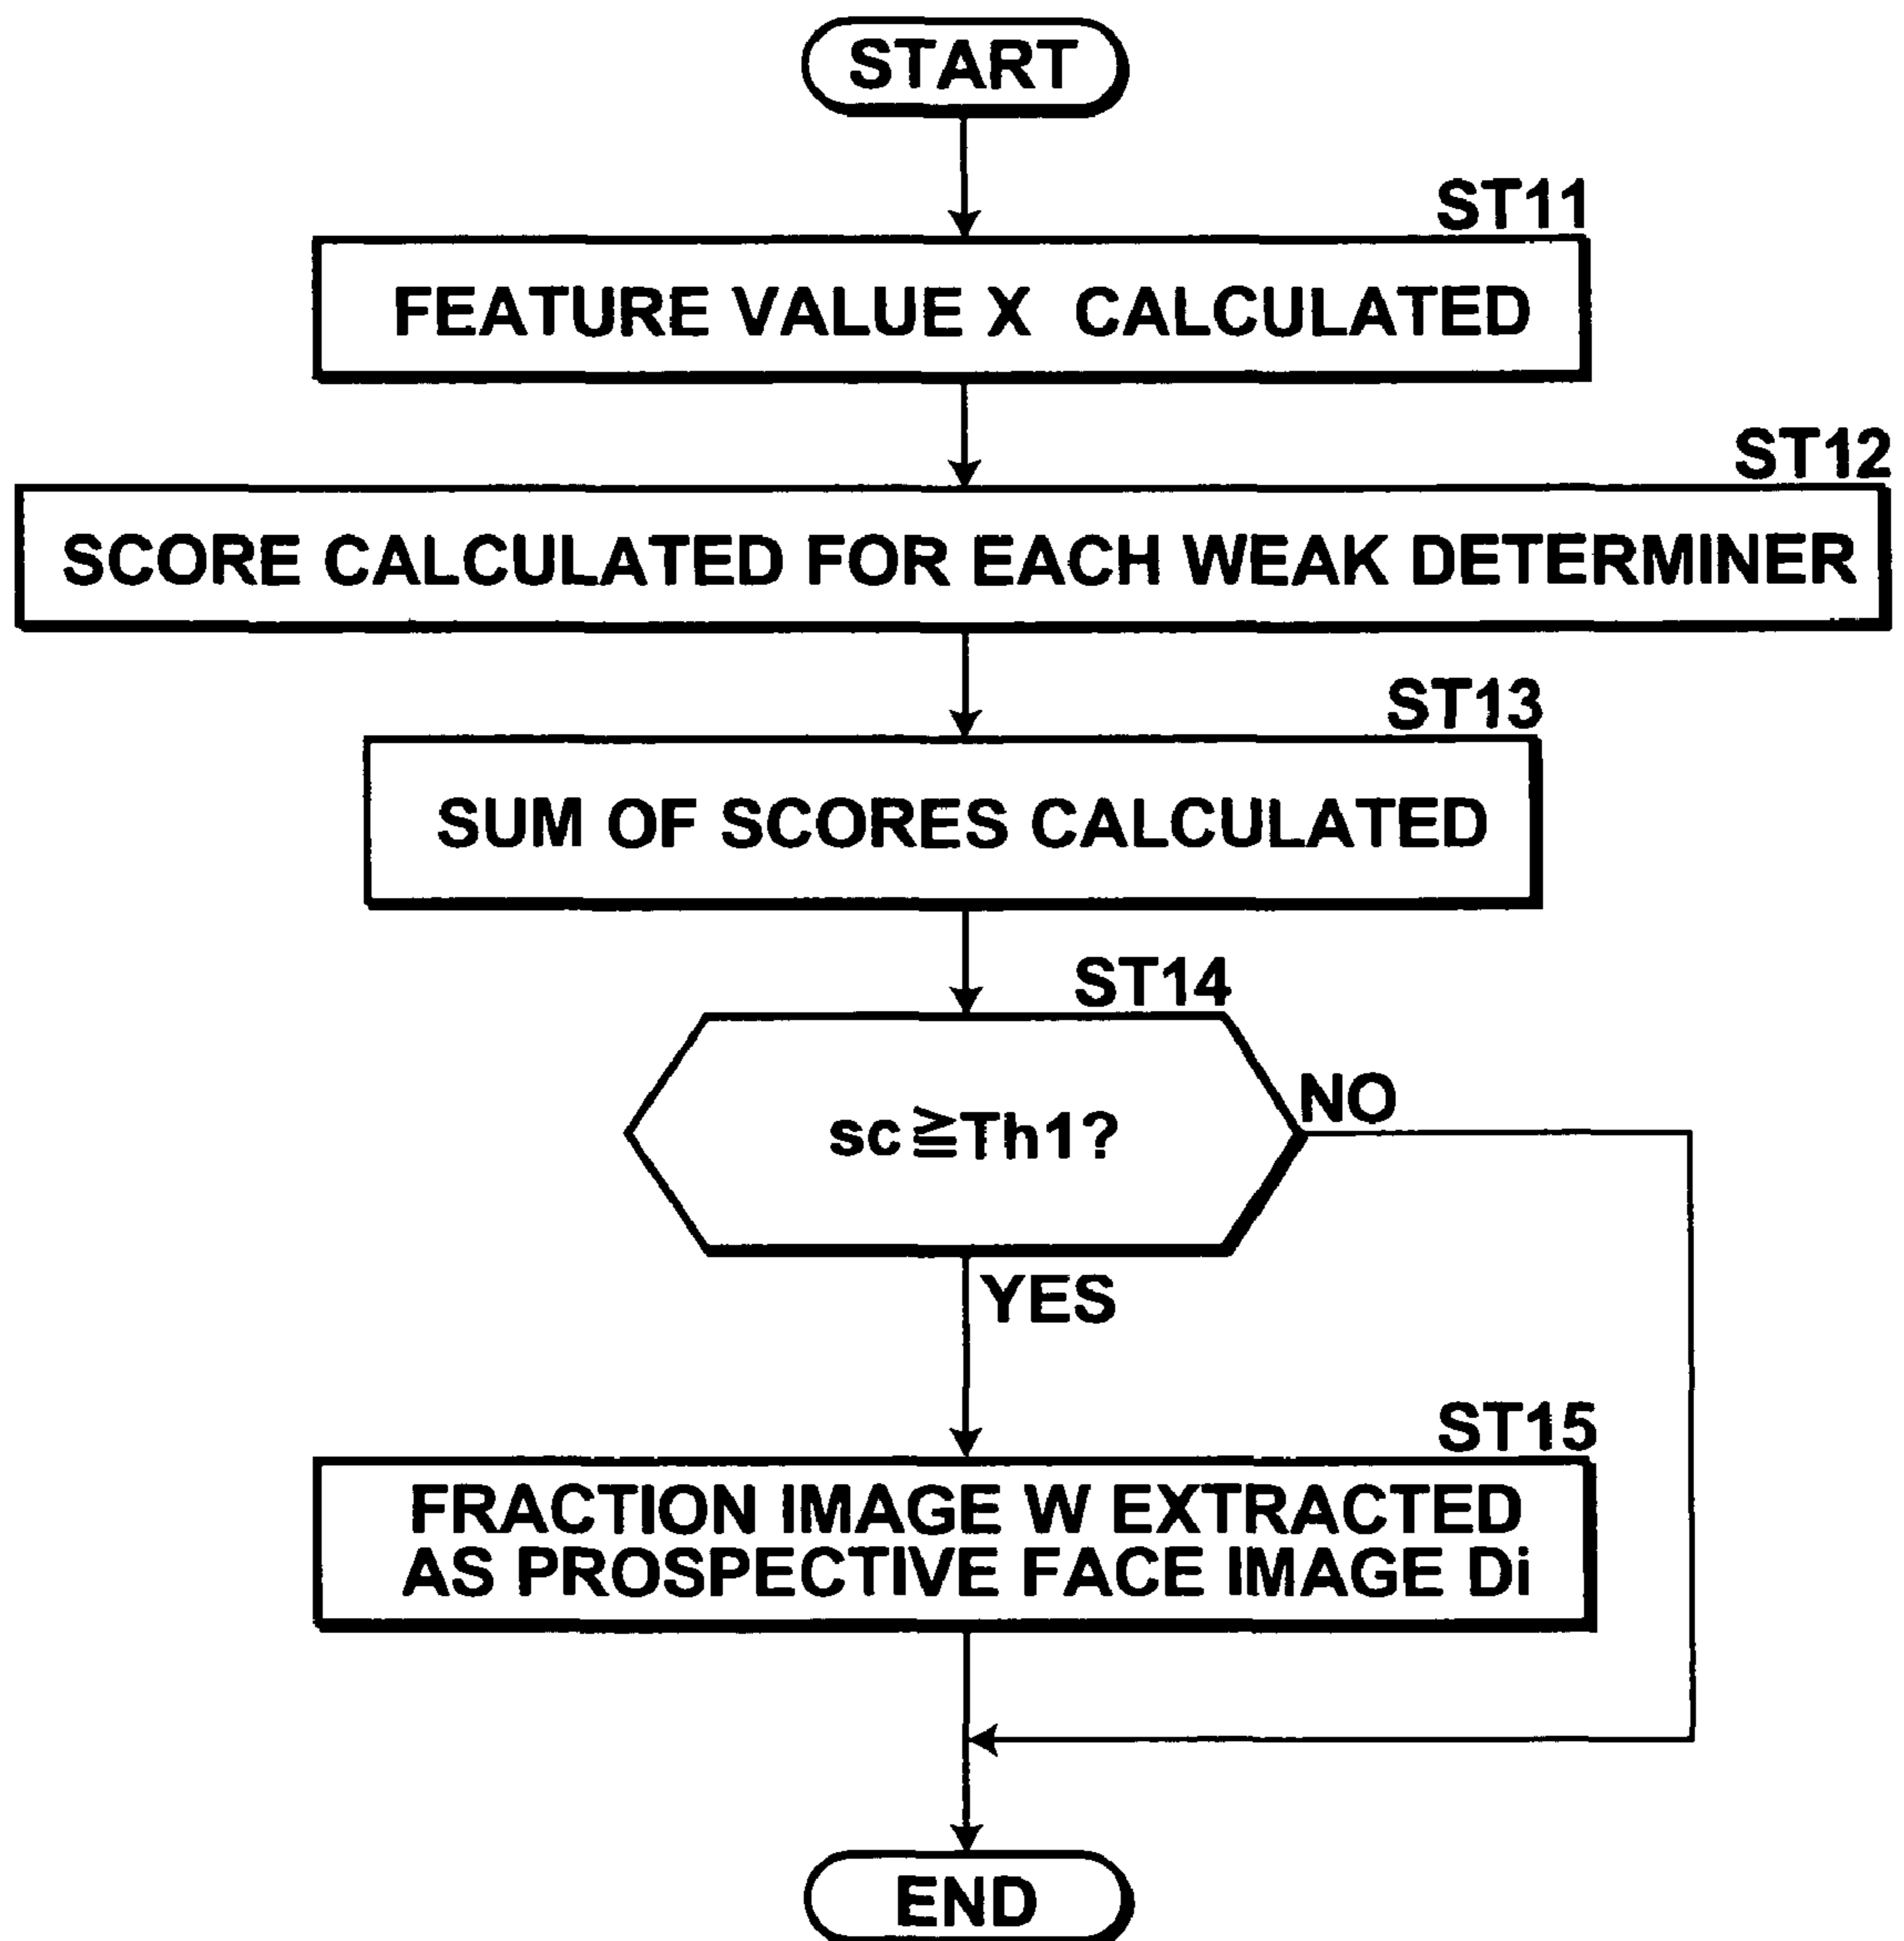 START
ST11
FEATURE VALUE X CALCULATED
ST12
SCORE CALCULATED FOR EACH WEAK DETERMINER
ST13
SUM OF SCORES CALCULATED
ST14
sc≧Th1?
NO
YES
ST15
FRACTION IMAGE W EXTRACTED
AS PROSPECTIVE FACE IMAGE Di
END